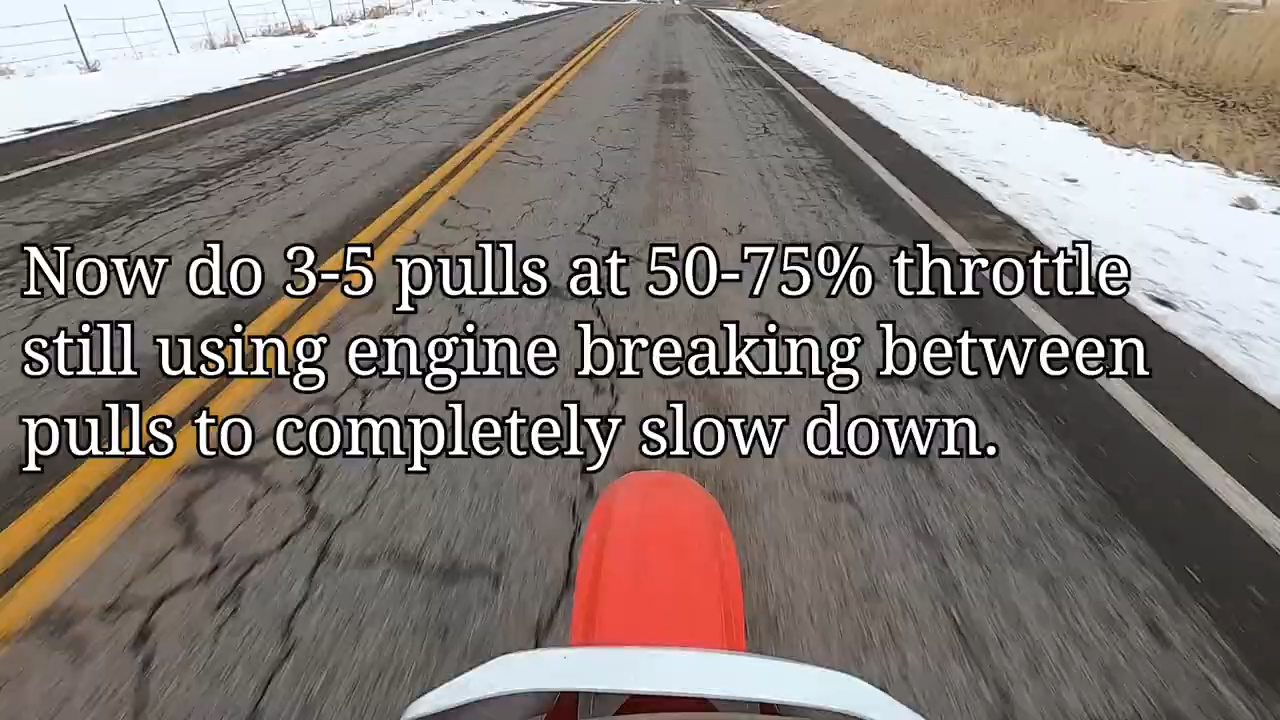 Now do 3-5 pulls at 50-75% throttle
still using engine breaking between
pulls to completely slow down.